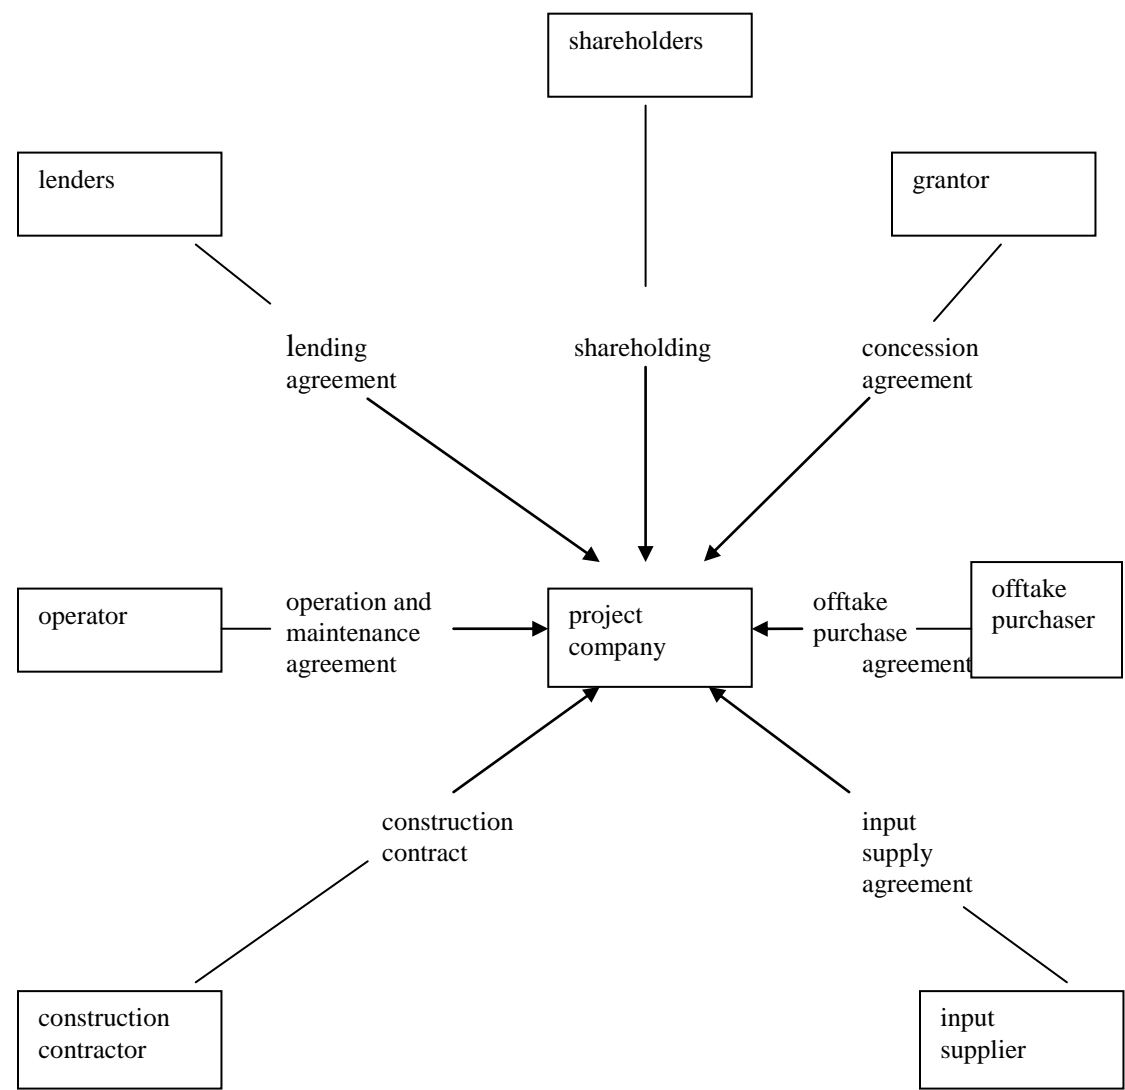 shareholders
lenders
grantor
lending
agreement
shareholding
concession
agreement
operator
operation and
maintenance
agreement
project
company
offtake
purchase
agreement
offtake
purchaser
construction
contract
input
supply
agreement
construction
contractor
input
supplier